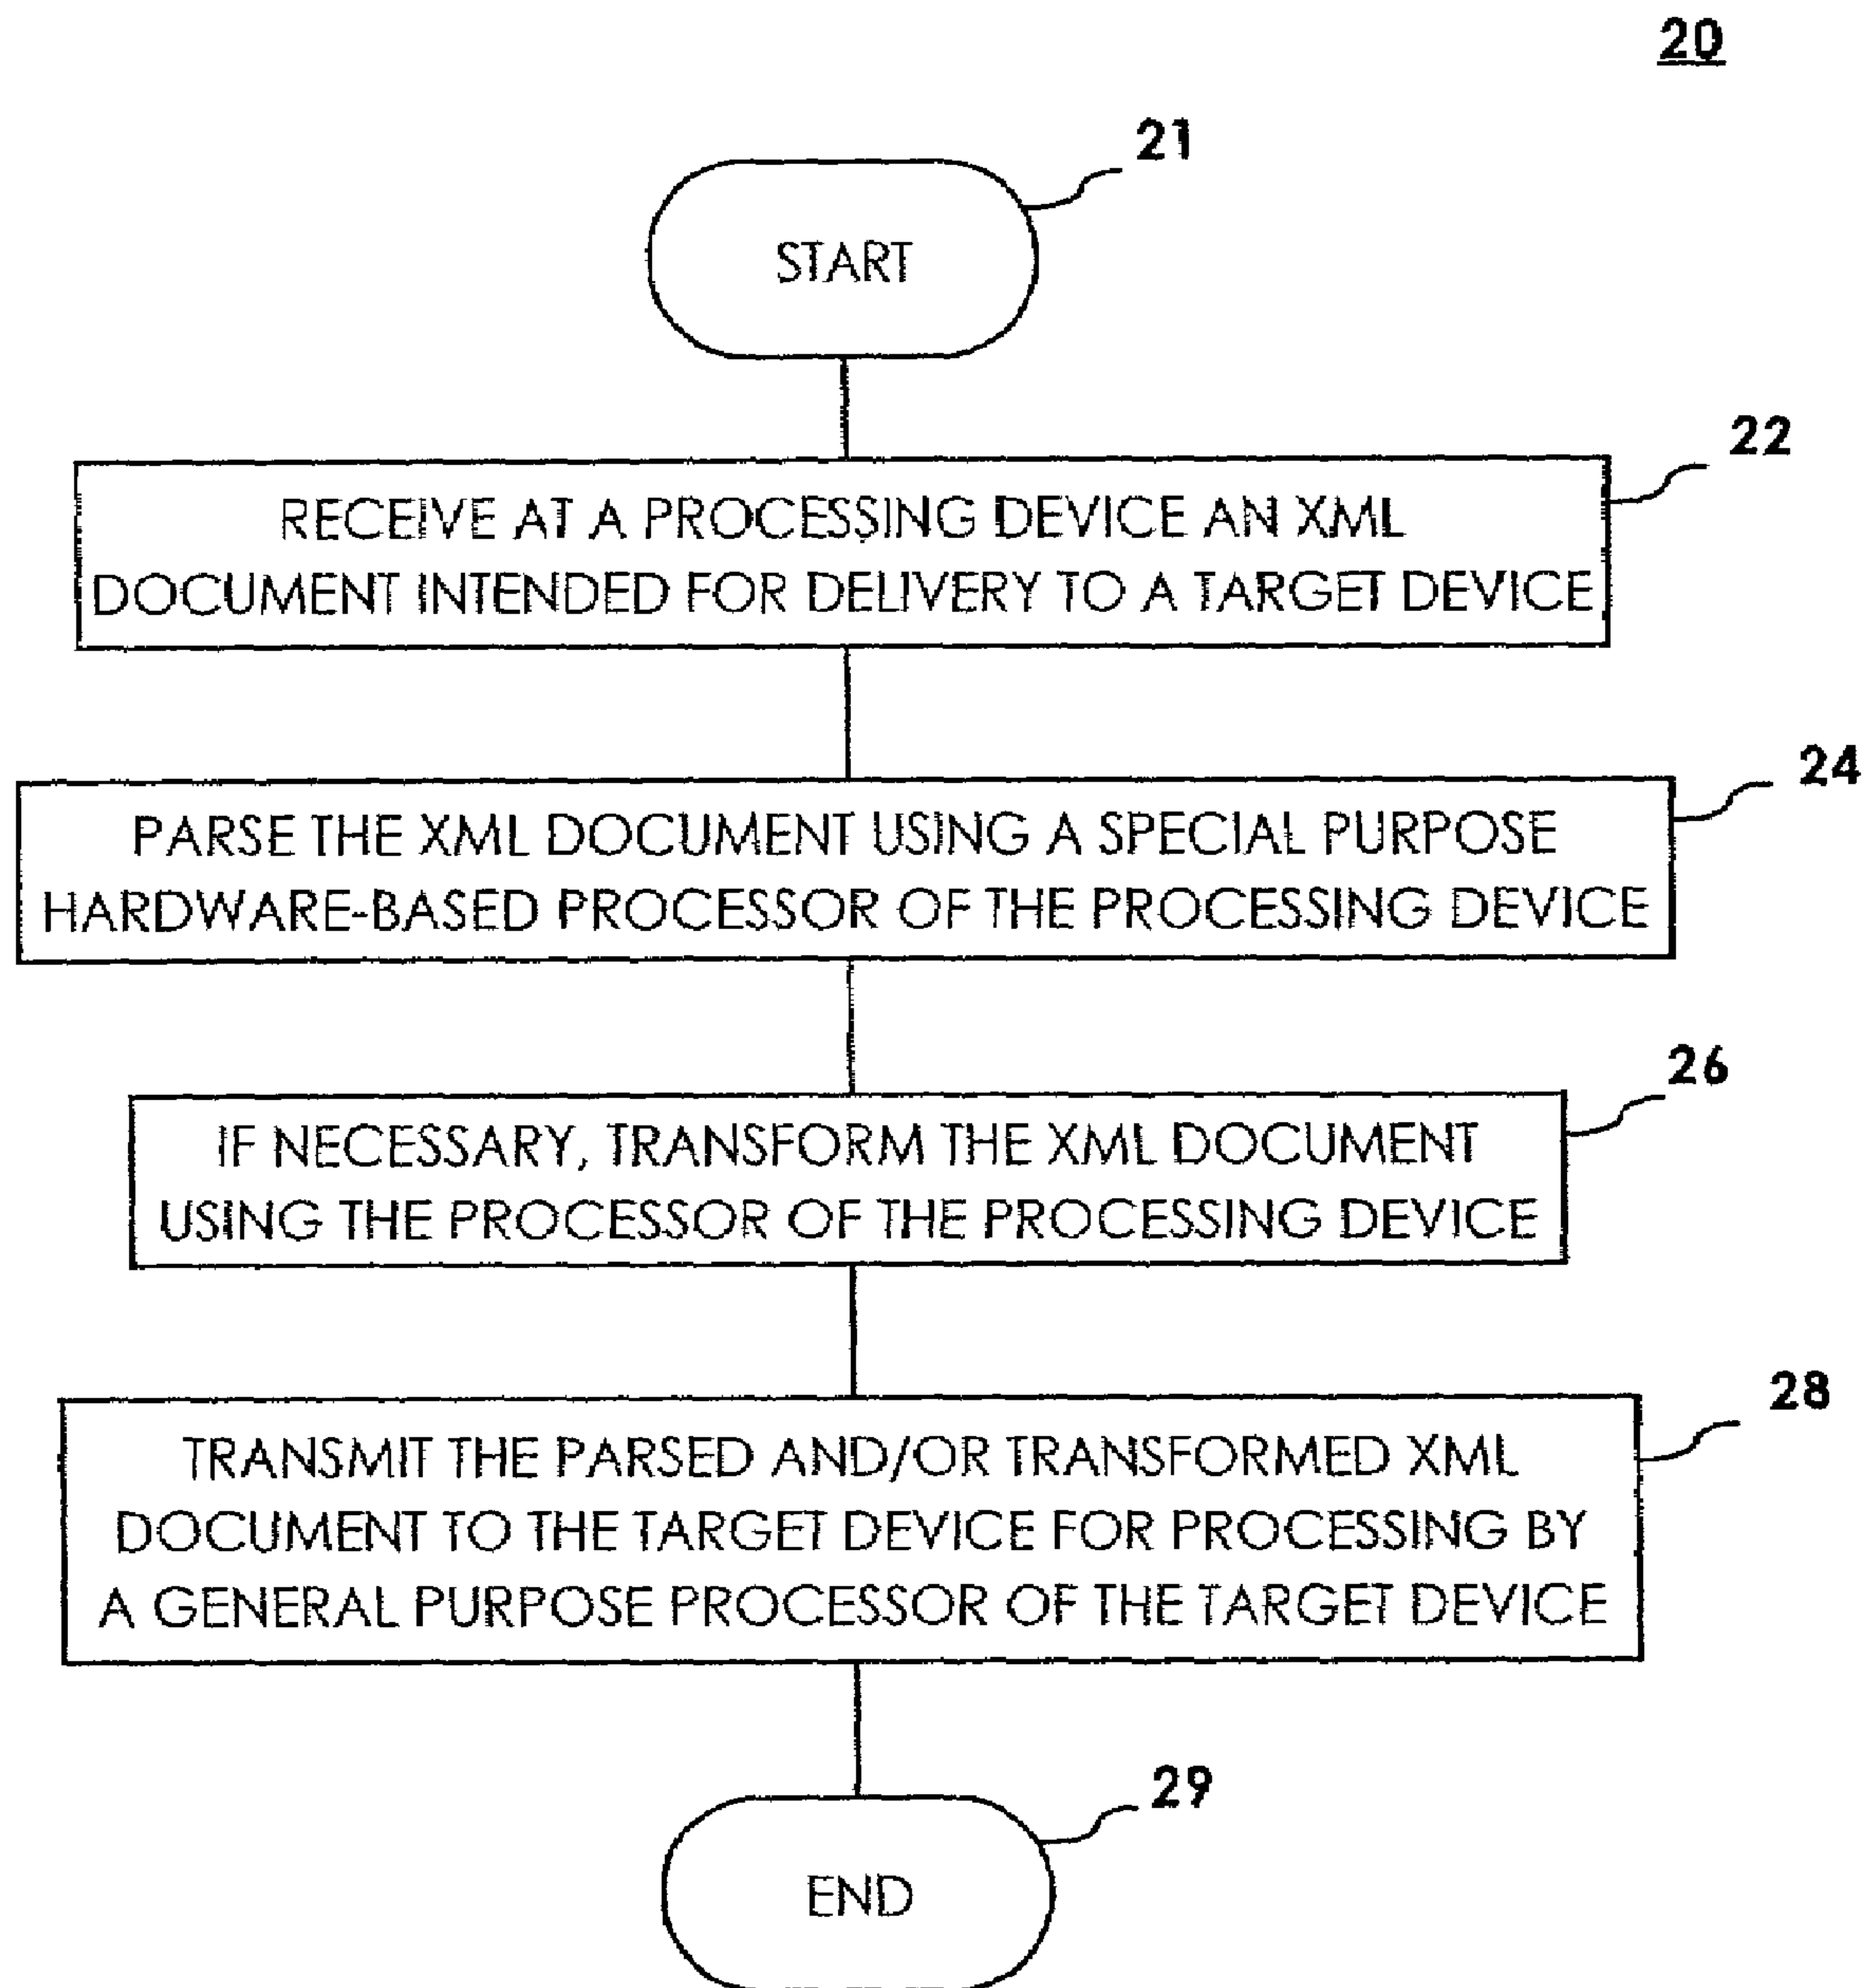 20
21
START
22
RECEIVE AT A PROCESSING DEVICE AN XML
DOCUMENT INTENDED FOR DELIVERY TO A TARGET DEVICE
24
PARSE THE XML DOCUMENT USING A SPECIAL PURPOSE
HARDWARE-BASED PROCESSOR OF THE PROCESSING DEVICE
26
IF NECESSARY, TRANSFORM THE XML DOCUMENT
USING THE PROCESSOR OF THE PROCESSING DEVICE
28
TRANSMIT THE PARSED AND/OR TRANSFORMED XML
DOCUMENT TO THE TARGET DEVICE FOR PROCESSING BY
A GENERAL PURPOSE PROCESSOR OF THE TARGET DEVICE
29
END